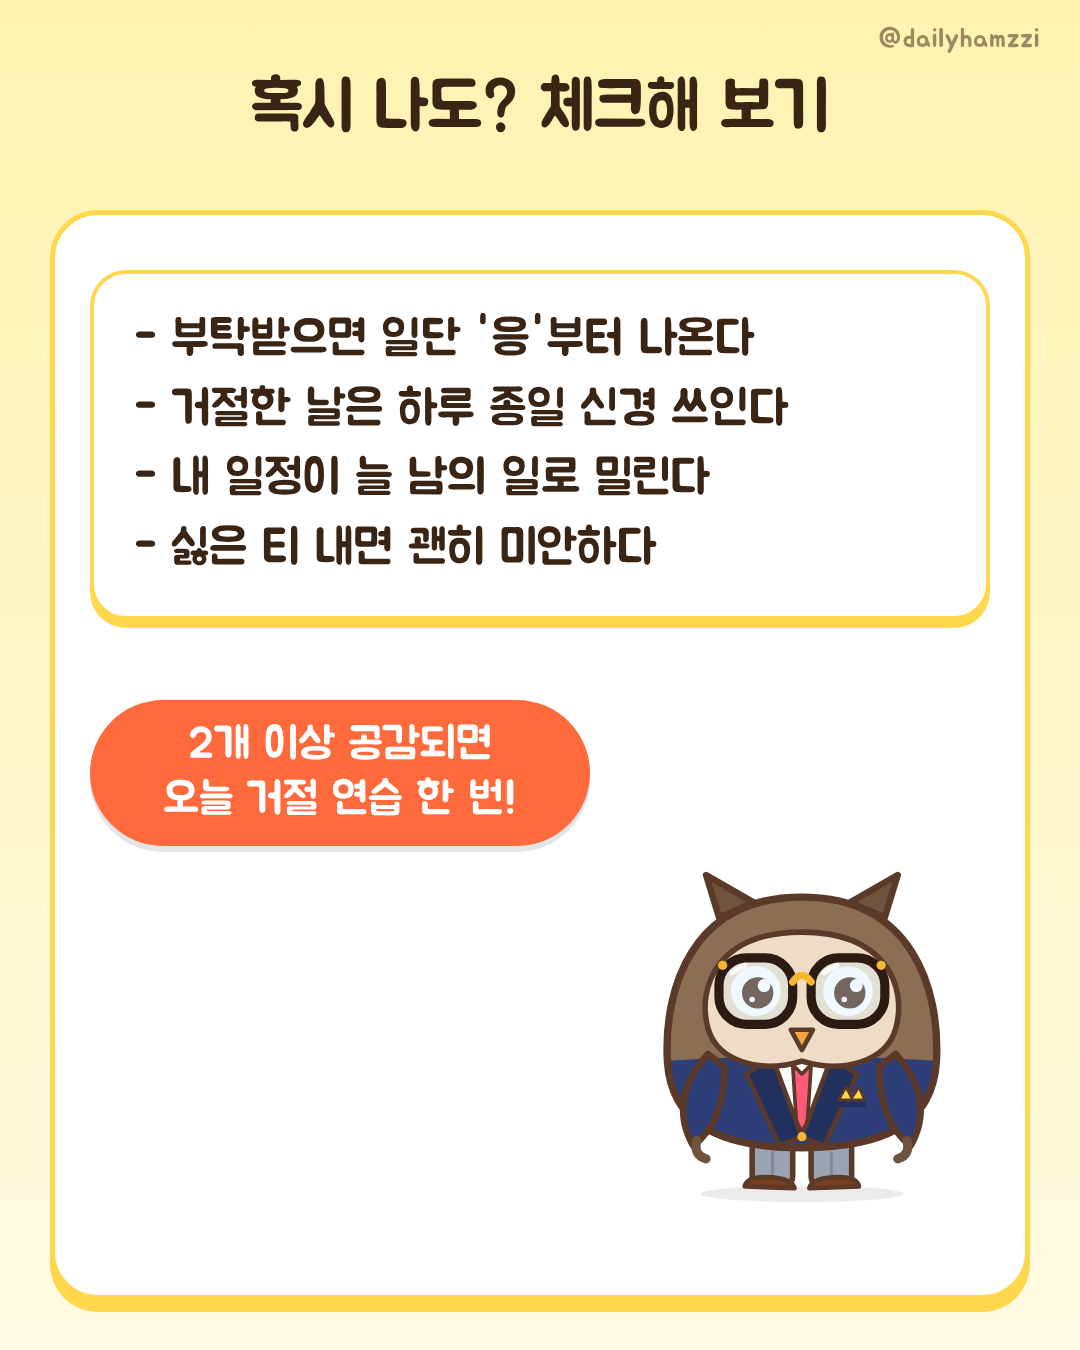 @dailyhamzzi
혹시 나도? 체크해 보기
- 부탁받으면 일단 '응'부터 나온다
- 거절한 날은 하루 종일 신경 쓰인다
- 내 일정이 늘 남의 일로 밀린다
- 싫은 티 내면 괜히 미안하다
2개 이상 공감되면
오늘 거절 연습 한 번!